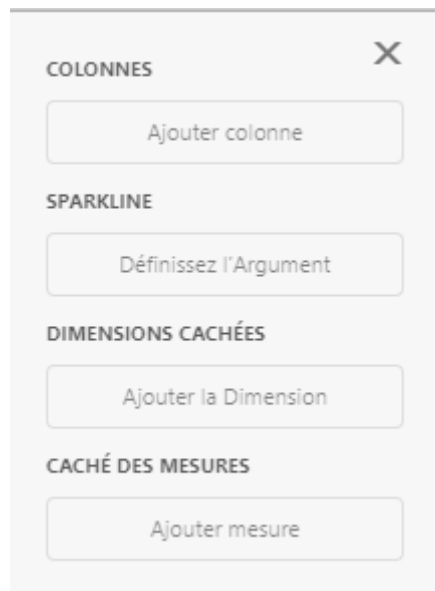 COLONNES
Ajouter colonne
SPARKLINE
Définissez l'Argument
DIMENSIONS CACHÉES
Ajouter la Dimension
CACHÉ DES MESURES
Ajouter mesure